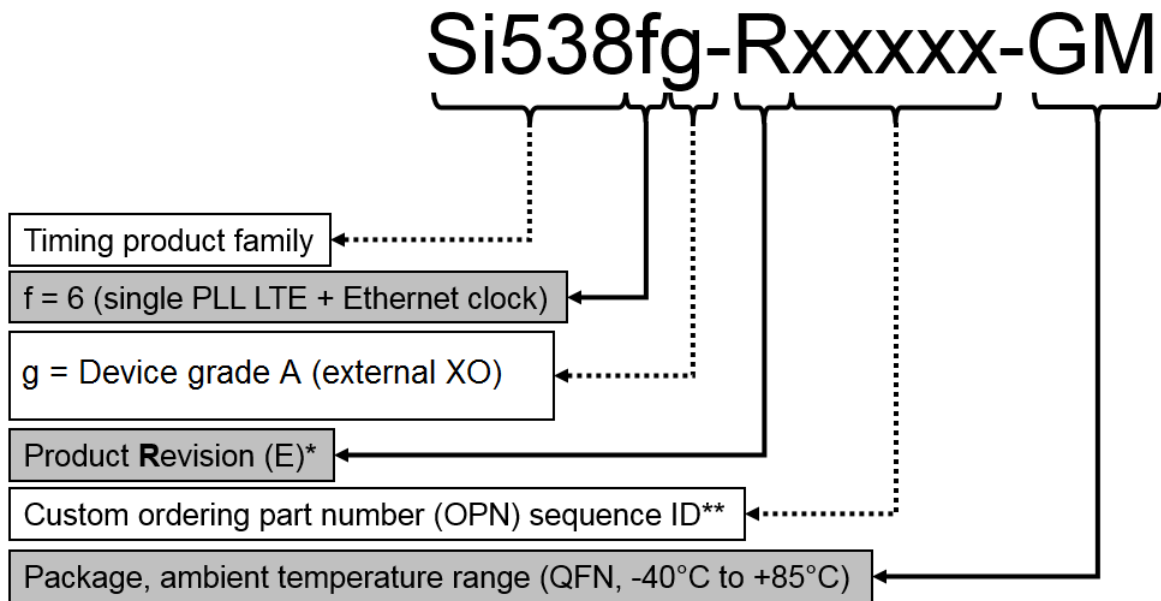 Si538fg-Rxxxxx-GM
Timing product family
f = 6 (single PLL LTE + Ethernet clock)
g = Device grade A (external XO)
Product Revision (E)*
Custom ordering part number (OPN) sequence ID**
Package, ambient temperature range (QFN, -40°C to +85°C)